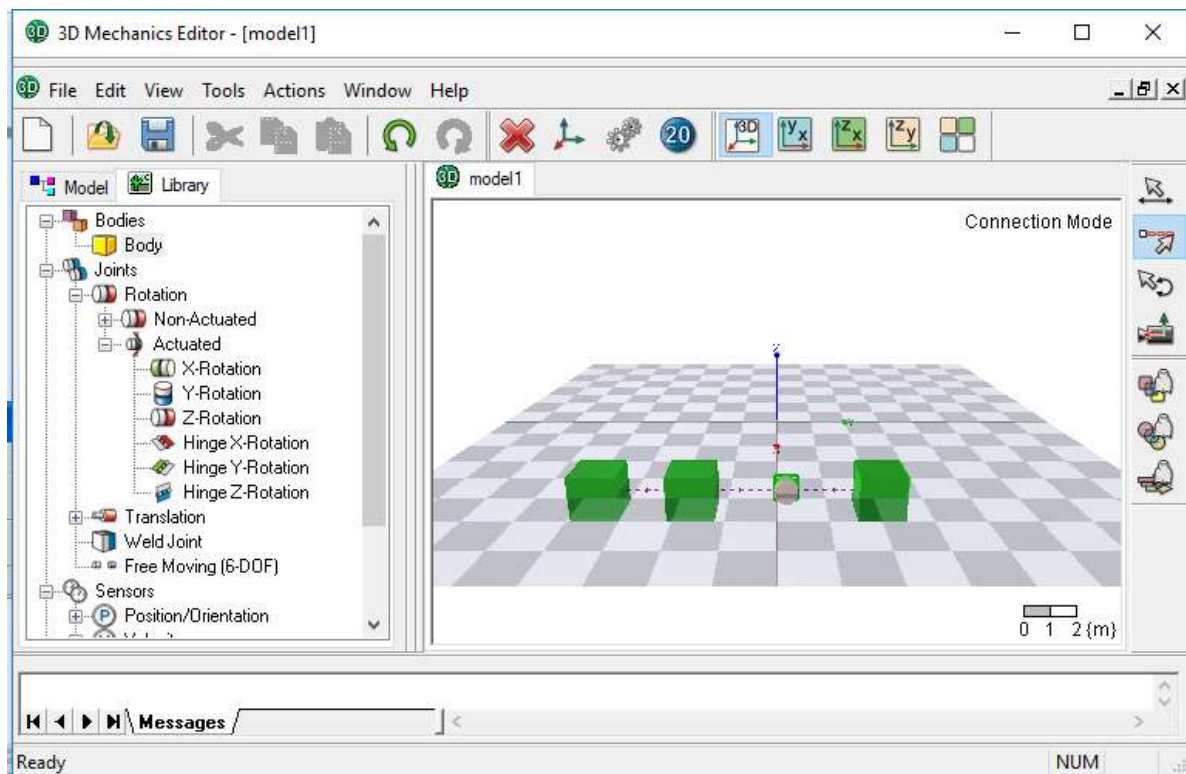 3D Mechanics Editor - [model1]
File Edit View Tools Actions Window Help
20 3D y x z x z y
Model Library
model1
Bodies
Body
Joints
Rotation
Non-Actuated
Actuated
X-Rotation
Y-Rotation
Z-Rotation
Hinge X-Rotation
Hinge Y-Rotation
Hinge Z-Rotation
Translation
Weld Joint
Free Moving (6-DOF)
Sensors
Position/Orientation
Connection Mode
0 1 2 {m}
Messages
Ready NUM